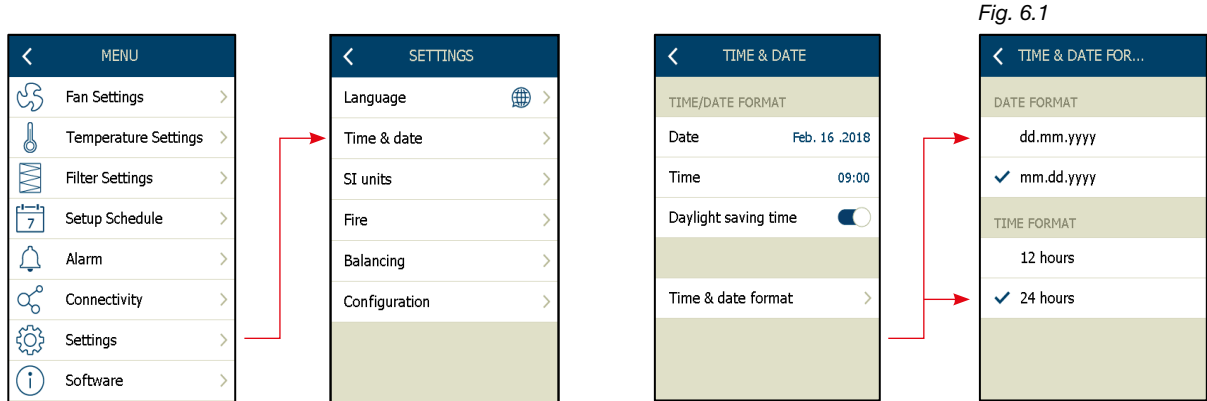 Fig. 6.1
MENU
Fan Settings
Temperature Settings
Filter Settings
7
Setup Schedule
Alarm
Connectivity
Settings
Software
SETTINGS
Language
Time & date
SI units
Fire
Balancing
Configuration
TIME & DATE
TIME/DATE FORMAT
Date Feb. 16 .2018
Time 09:00
Daylight saving time
Time & date format
TIME & DATE FOR...
DATE FORMAT
dd.mm.yyyy
mm.dd.yyyy
TIME FORMAT
12 hours
24 hours